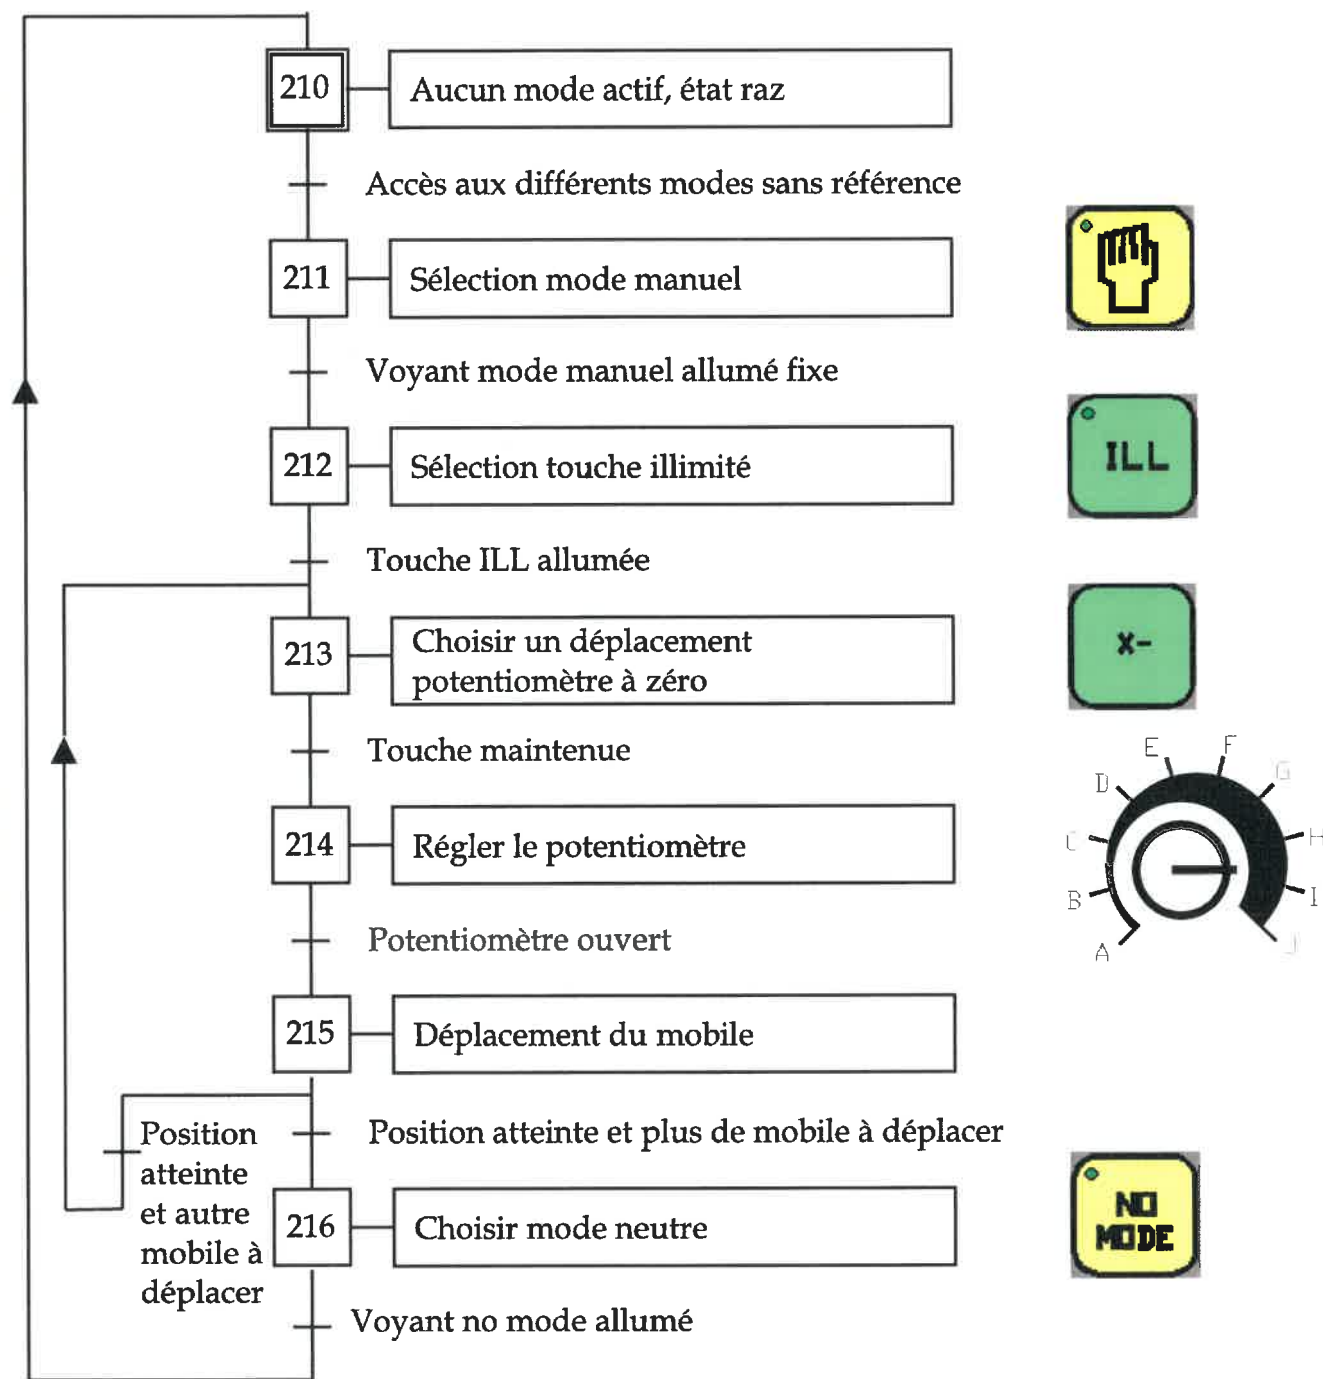 210
Aucun mode actif, état raz
Accès aux différents modes sans référence
211
Sélection mode manuel
Voyant mode manuel allumé fixe
212
Sélection touche illimité
ILL
Touche ILL allumée
213
Choisir un déplacement
potentiomètre à zéro
X-
Touche maintenue
214
Régler le potentiomètre
A
B
C
D
E
F
G
H
I
J
Potentiomètre ouvert
215
Déplacement du mobile
Position
atteinte
et autre
mobile à
déplacer
Position atteinte et plus de mobile à déplacer
216
Choisir mode neutre
NO
MODE
Voyant no mode allumé